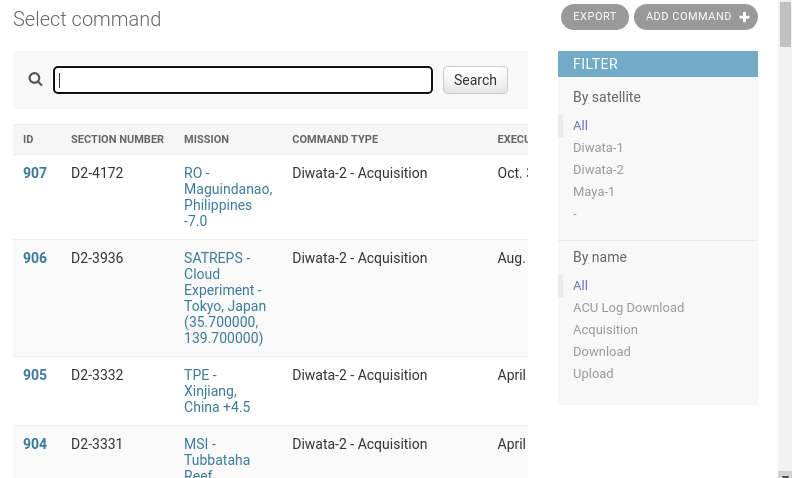 Select command
EXPORT
ADD COMMAND
Search
ID SECTION NUMBER MISSION COMMAND TYPE
907 D2-4172 RO - Maguindanao, Philippines -7.0 Diwata-2 - Acquisition Oct.
906 D2-3936 SATREPS - Cloud Experiment - Tokyo, Japan (35.700000, 139.700000) Diwata-2 - Acquisition Aug.
905 D2-3332 TPE - Xinjiang, China +4.5 Diwata-2 - Acquisition April
904 D2-3331 MSI - Tubbataha Reef Diwata-2 - Acquisition April
FILTER
By satellite
All
Diwata-1
Diwata-2
Maya-1
-
By name
All
ACU Log Download
Acquisition
Download
Upload